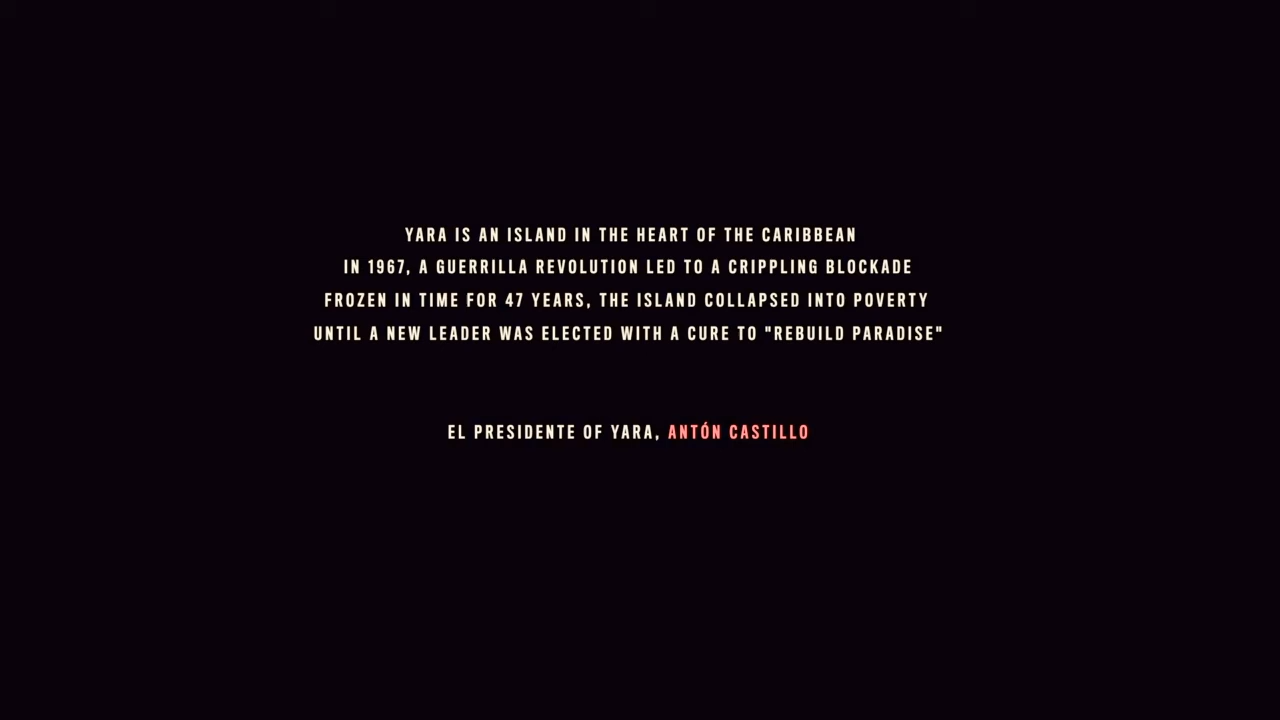 YARA IS AN ISLAND IN THE HEART OF THE CARIBBEAN
IN 1967, A GUERRILLA REVOLUTION LED TO A CRIPPLING BLOCKADE
FROZEN IN TIME FOR 47 YEARS, THE ISLAND COLLAPSED INTO POVERTY
UNTIL A NEW LEADER WAS ELECTED WITH A CURE TO "REBUILD PARADISE"
EL PRESIDENTE OF YARA, ANTÓN CASTILLO